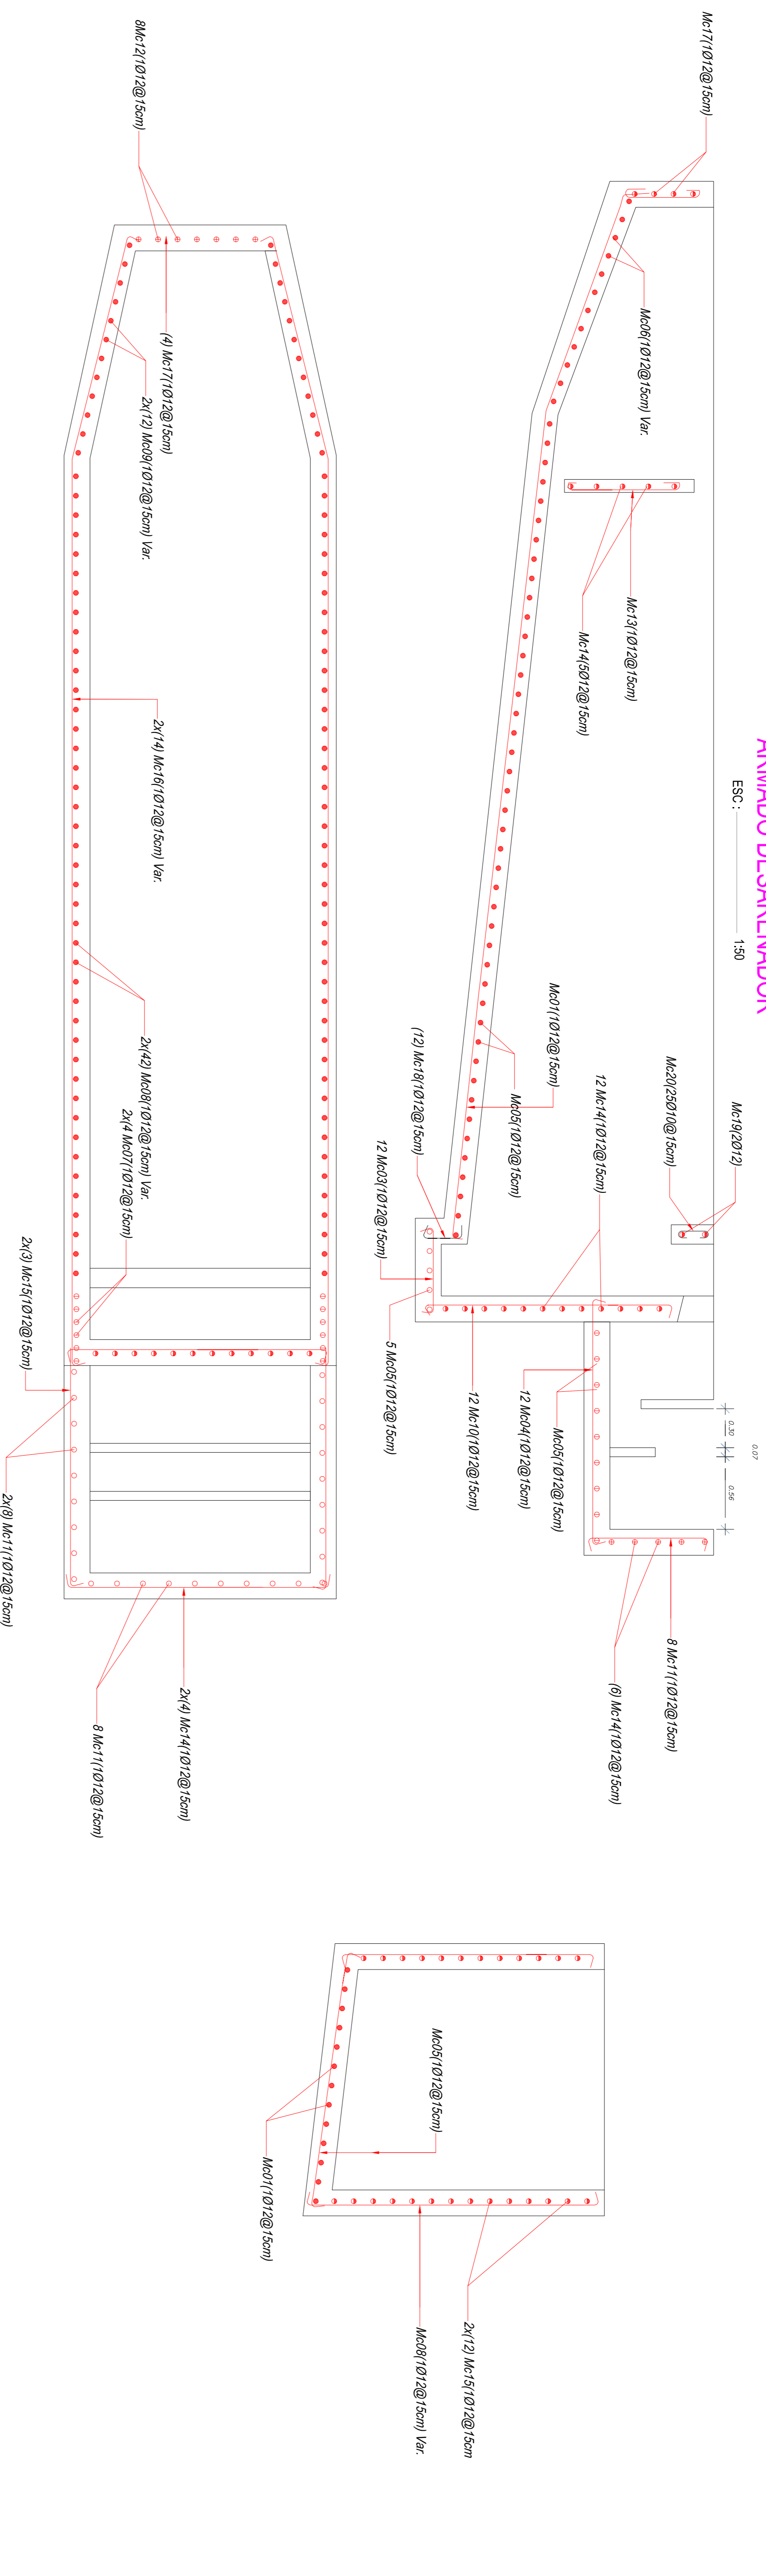 ARMADO DESARENADOR
ESC : 1:50
Mc17(1Ø12@15cm)
Mc06(1Ø12@15cm) Var.
Mc13(1Ø12@15cm)
Mc14(5Ø12@15cm)
Mc01(1Ø12@15cm)
Mc05(1Ø12@15cm)
(12) Mc18(1Ø12@15cm)
12 Mc03(1Ø12@15cm)
5 Mc05(1Ø12@15cm)
Mc19(2Ø12)
Mc20(25Ø10@15cm)
12 Mc14(1Ø12@15cm)
12 Mc10(1Ø12@15cm)
12 Mc04(1Ø12@15cm)
Mc05(1Ø12@15cm)
0.30
0.07
0.56
8 Mc11(1Ø12@15cm)
(6) Mc14(1Ø12@15cm)
8Mc12(1Ø12@15cm)
(4) Mc17(1Ø12@15cm)
2x(12) Mc09(1Ø12@15cm) Var.
2x(14) Mc16(1Ø12@15cm) Var.
2x(42) Mc08(1Ø12@15cm) Var.
2x(4 Mc07(1Ø12@15cm)
2x(3) Mc15(1Ø12@15cm)
2x(8) Mc11(1Ø12@15cm)
2x(4) Mc14(1Ø12@15cm)
8 Mc11(1Ø12@15cm)
Mc05(1Ø12@15cm)
Mc01(1Ø12@15cm)
2x(12) Mc15(1Ø12@15cm
Mc08(1Ø12@15cm) Var.